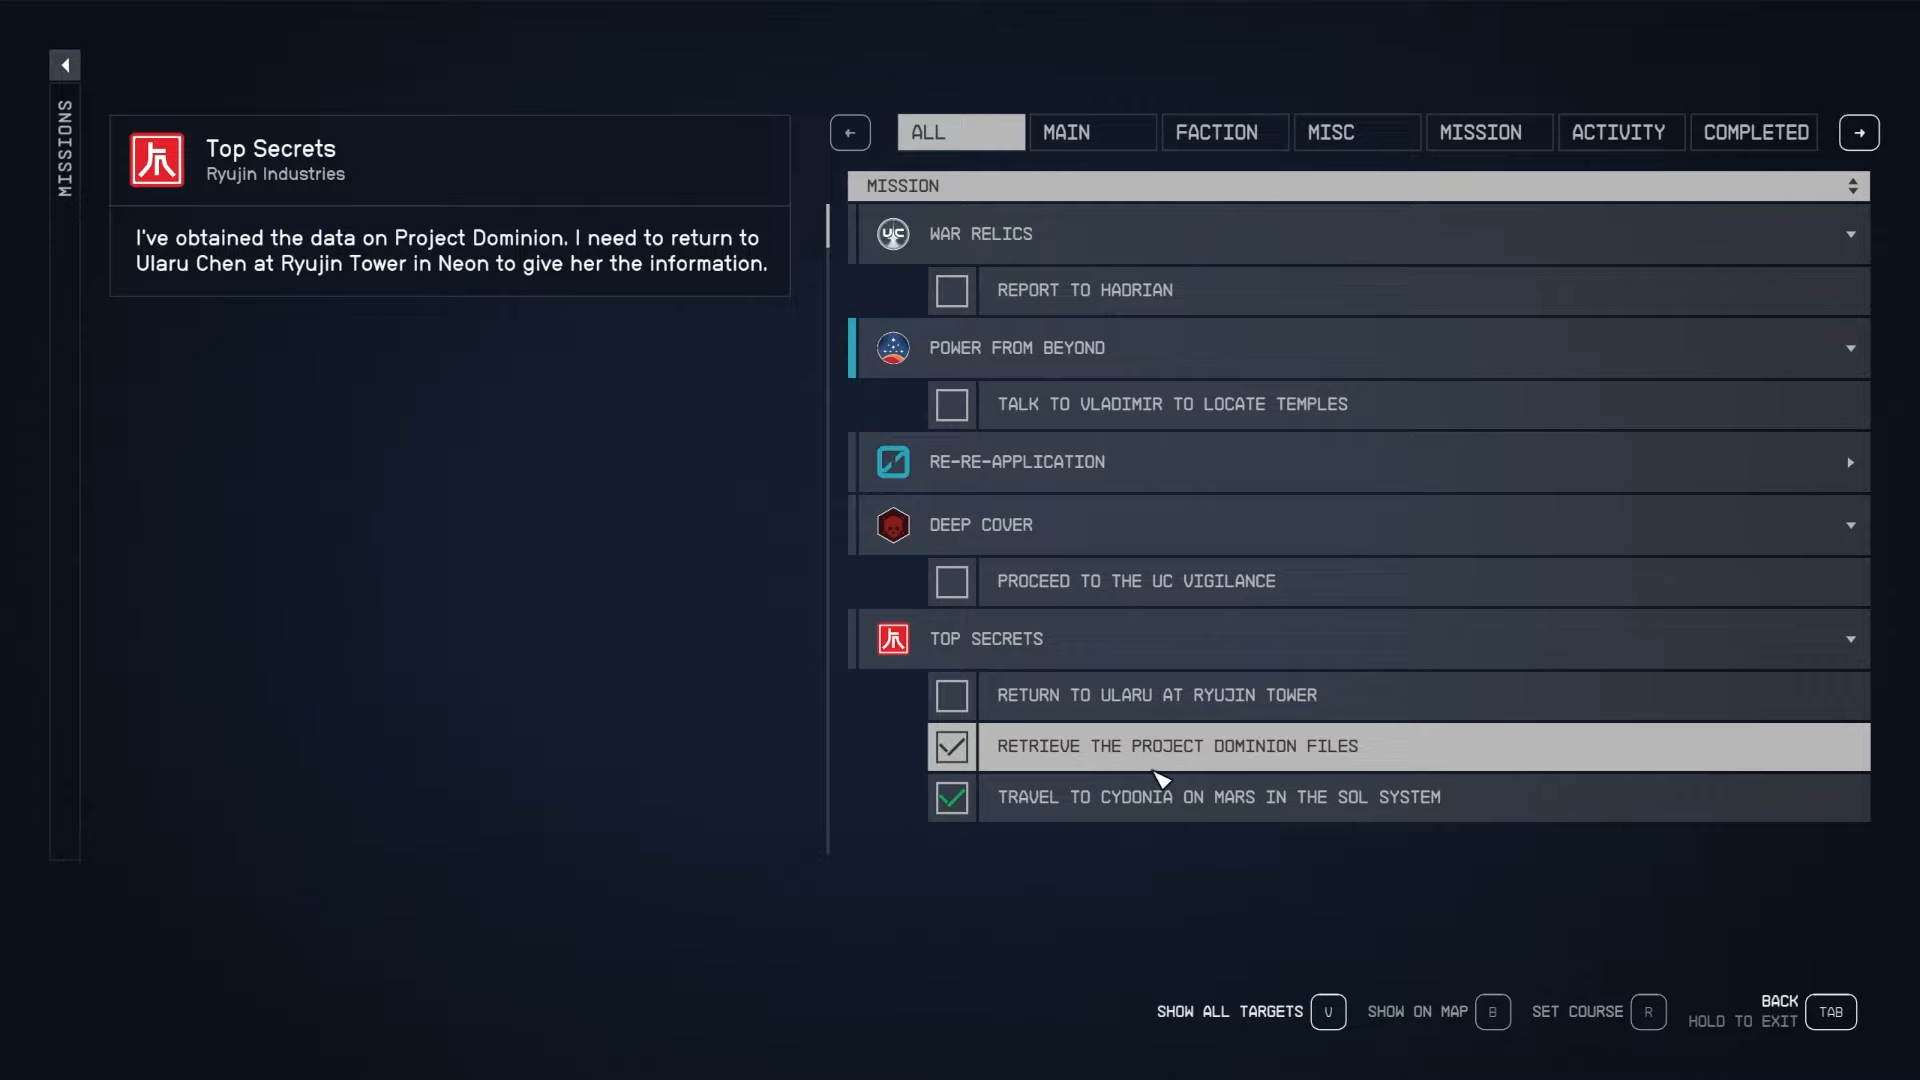 MISSIONS
Top Secrets
Ryujin Industries
I've obtained the data on Project Dominion. I need to return to
Ularu Chen at Ryujin Tower in Neon to give her the information.
ALL MAIN FACTION MISC MISSION ACTIVITY COMPLETED
MISSION
UC WAR RELICS
REPORT TO HADRIAN
POWER FROM BEYOND
TALK TO VLADIMIR TO LOCATE TEMPLES
RE-RE-APPLICATION
DEEP COVER
PROCEED TO THE UC VIGILANCE
TOP SECRETS
RETURN TO ULARU AT RYUJIN TOWER
RETRIEVE THE PROJECT DOMINION FILES
TRAVEL TO CYDONIA ON MARS IN THE SOL SYSTEM
SHOW ALL TARGETS V SHOW ON MAP B SET COURSE R BACK TAB
HOLD TO EXIT